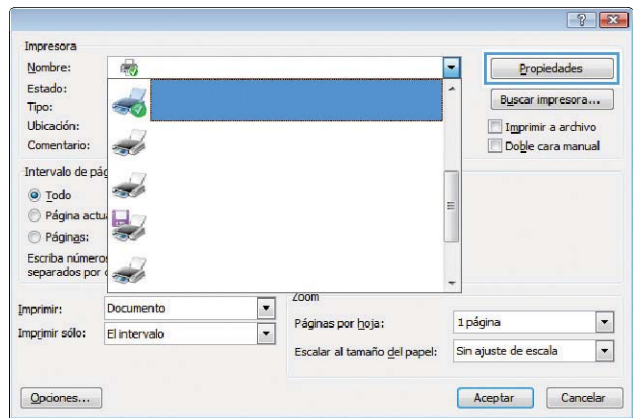 Impresora
Nombre:
Propiedades
Estado:
Tipo:
Buscar impresora...
Ubicación:
Imprimir a archivo
Comentario:
Doble cara manual
Intervalo de pág
Todo
Página actu
Páginas:
Escriba números
separados por c
Imprimir: Documento
Imprimir sólo: El intervalo
Zoom
Páginas por hoja: 1 página
Escalar al tamaño del papel: Sin ajuste de escala
Opciones...
Aceptar Cancelar